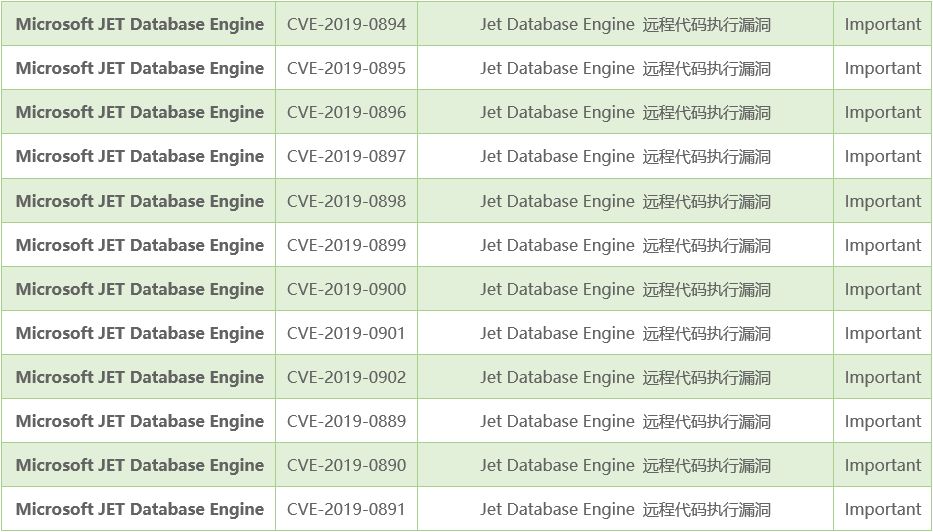 Microsoft JET Database Engine CVE-2019-0894 Jet Database Engine 远程代码执行漏洞 Important
Microsoft JET Database Engine CVE-2019-0895 Jet Database Engine 远程代码执行漏洞 Important
Microsoft JET Database Engine CVE-2019-0896 Jet Database Engine 远程代码执行漏洞 Important
Microsoft JET Database Engine CVE-2019-0897 Jet Database Engine 远程代码执行漏洞 Important
Microsoft JET Database Engine CVE-2019-0898 Jet Database Engine 远程代码执行漏洞 Important
Microsoft JET Database Engine CVE-2019-0899 Jet Database Engine 远程代码执行漏洞 Important
Microsoft JET Database Engine CVE-2019-0900 Jet Database Engine 远程代码执行漏洞 Important
Microsoft JET Database Engine CVE-2019-0901 Jet Database Engine 远程代码执行漏洞 Important
Microsoft JET Database Engine CVE-2019-0902 Jet Database Engine 远程代码执行漏洞 Important
Microsoft JET Database Engine CVE-2019-0889 Jet Database Engine 远程代码执行漏洞 Important
Microsoft JET Database Engine CVE-2019-0890 Jet Database Engine 远程代码执行漏洞 Important
Microsoft JET Database Engine CVE-2019-0891 Jet Database Engine 远程代码执行漏洞 Important